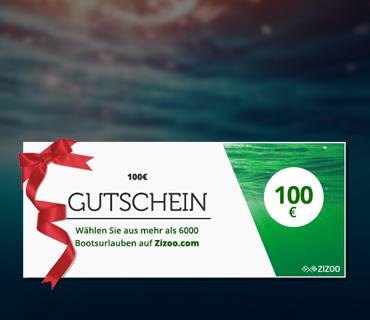 100€
GUTSCHEIN
Wählen Sie aus mehr als 6000
Bootsurlauben auf Zizoo.com
100
€
ZIZOO